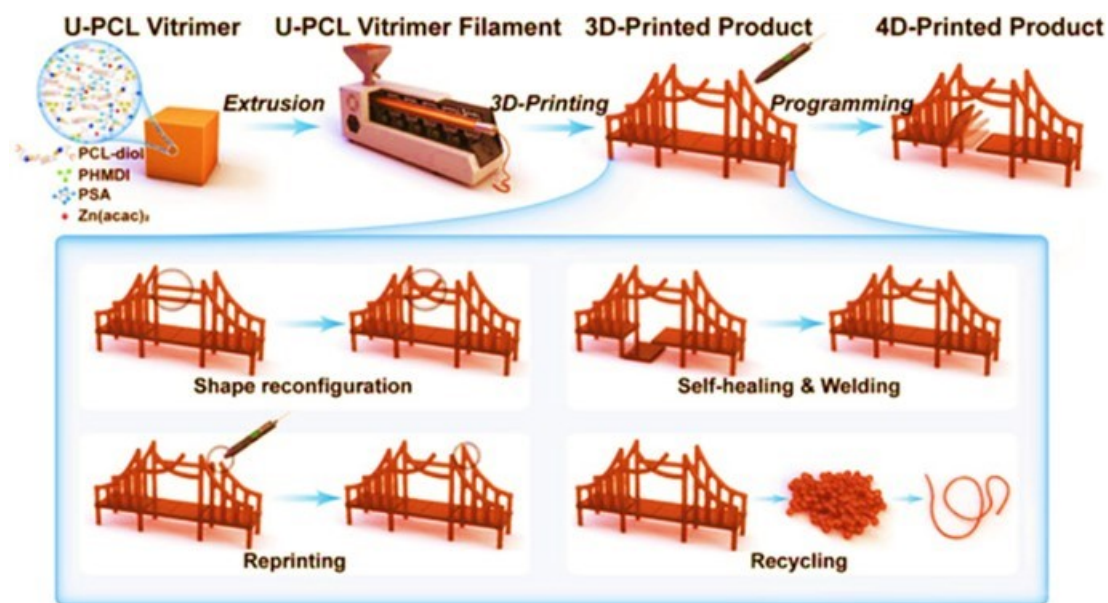 U-PCL Vitrimer
U-PCL Vitrimer Filament
3D-Printed Product
4D-Printed Product
Extrusion
3D-Printing
Programming
PCL-diol
PHMDI
PSA
Zn(acac)₂
Shape reconfiguration
Self-healing & Welding
Reprinting
Recycling